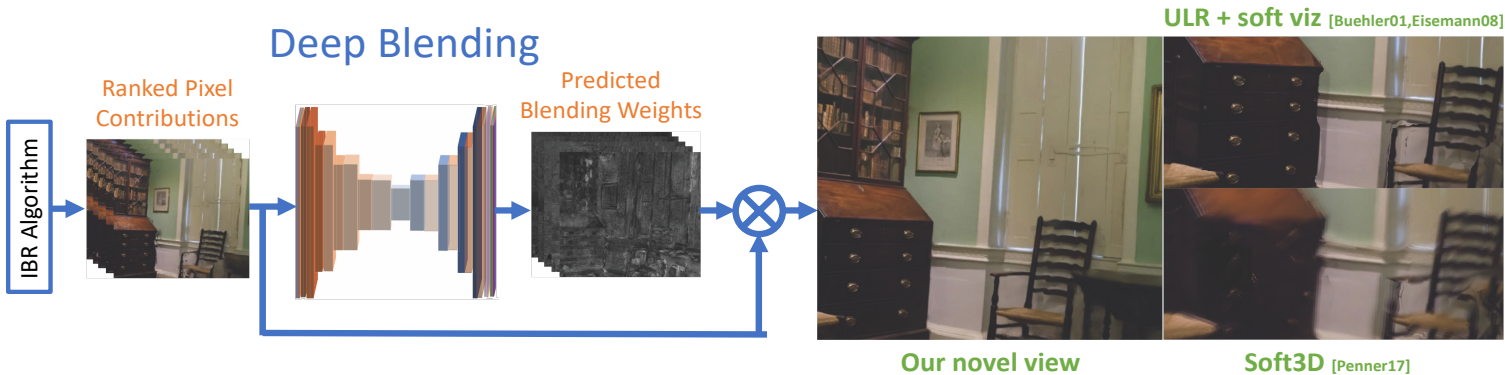 Deep Blending
IBR Algorithm
Ranked Pixel
Contributions
Predicted
Blending Weights
ULR + soft viz [Buehler01,Eisemann08]
Our novel view
Soft3D [Penner17]